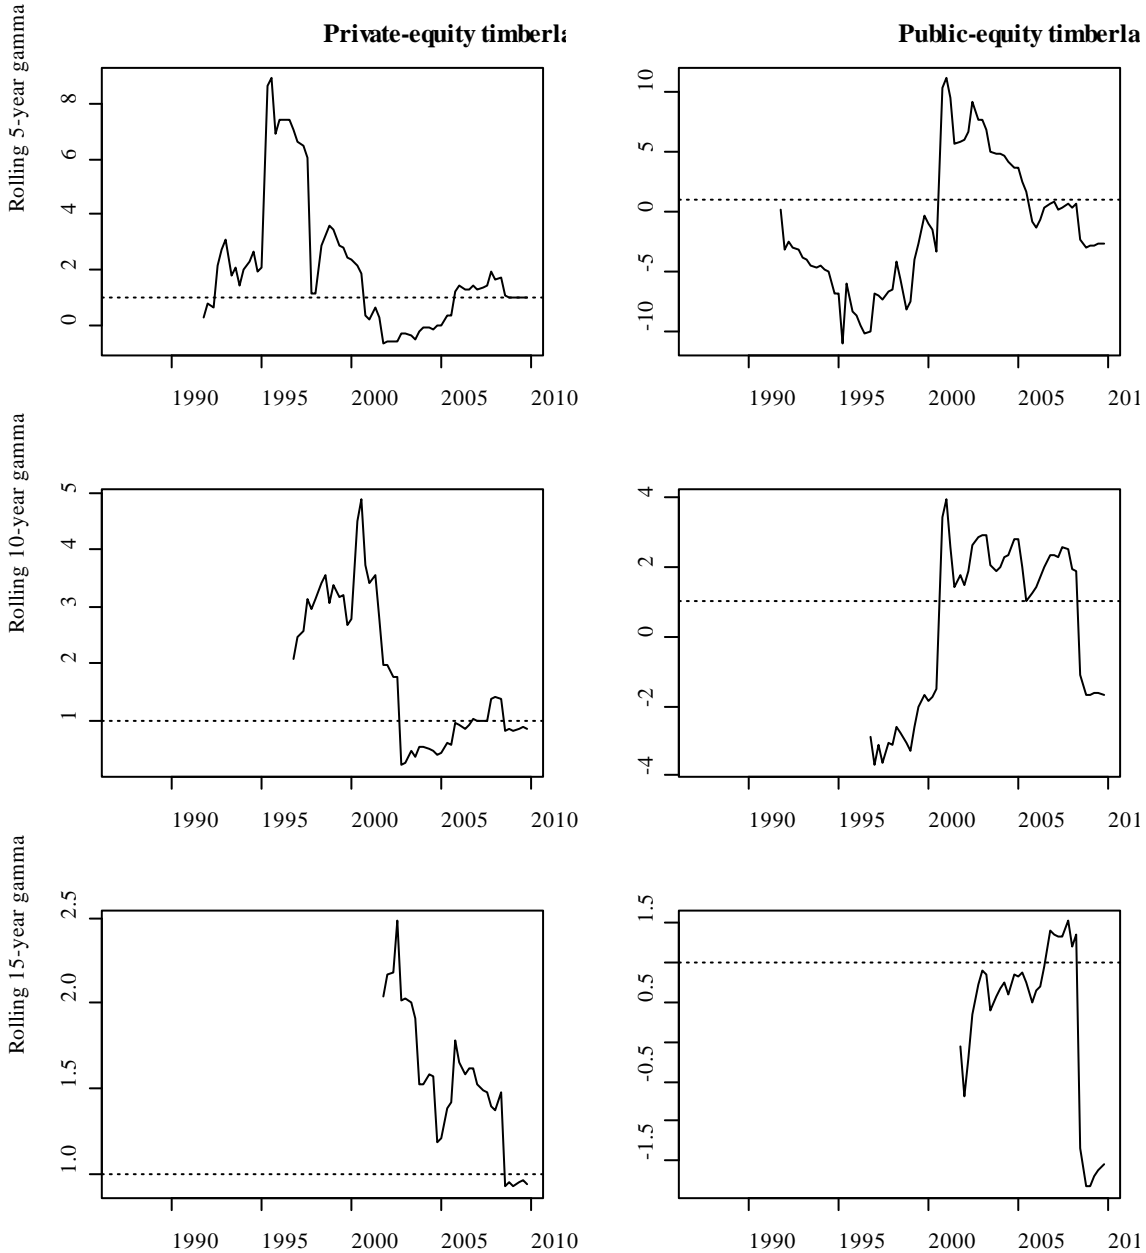 Private-equity timberla
Public-equity timberla
Rolling 5-year gamma
8
6
4
2
0
1990 1995 2000 2005 2010
10
5
0
-5
-10
1990 1995 2000 2005 201
Rolling 10-year gamma
5
4
3
2
1
1990 1995 2000 2005 2010
4
2
0
-2
-4
1990 1995 2000 2005 201
Rolling 15-year gamma
2.5
2.0
1.5
1.0
1990 1995 2000 2005 2010
1.5
0.5
-0.5
-1.5
1990 1995 2000 2005 201